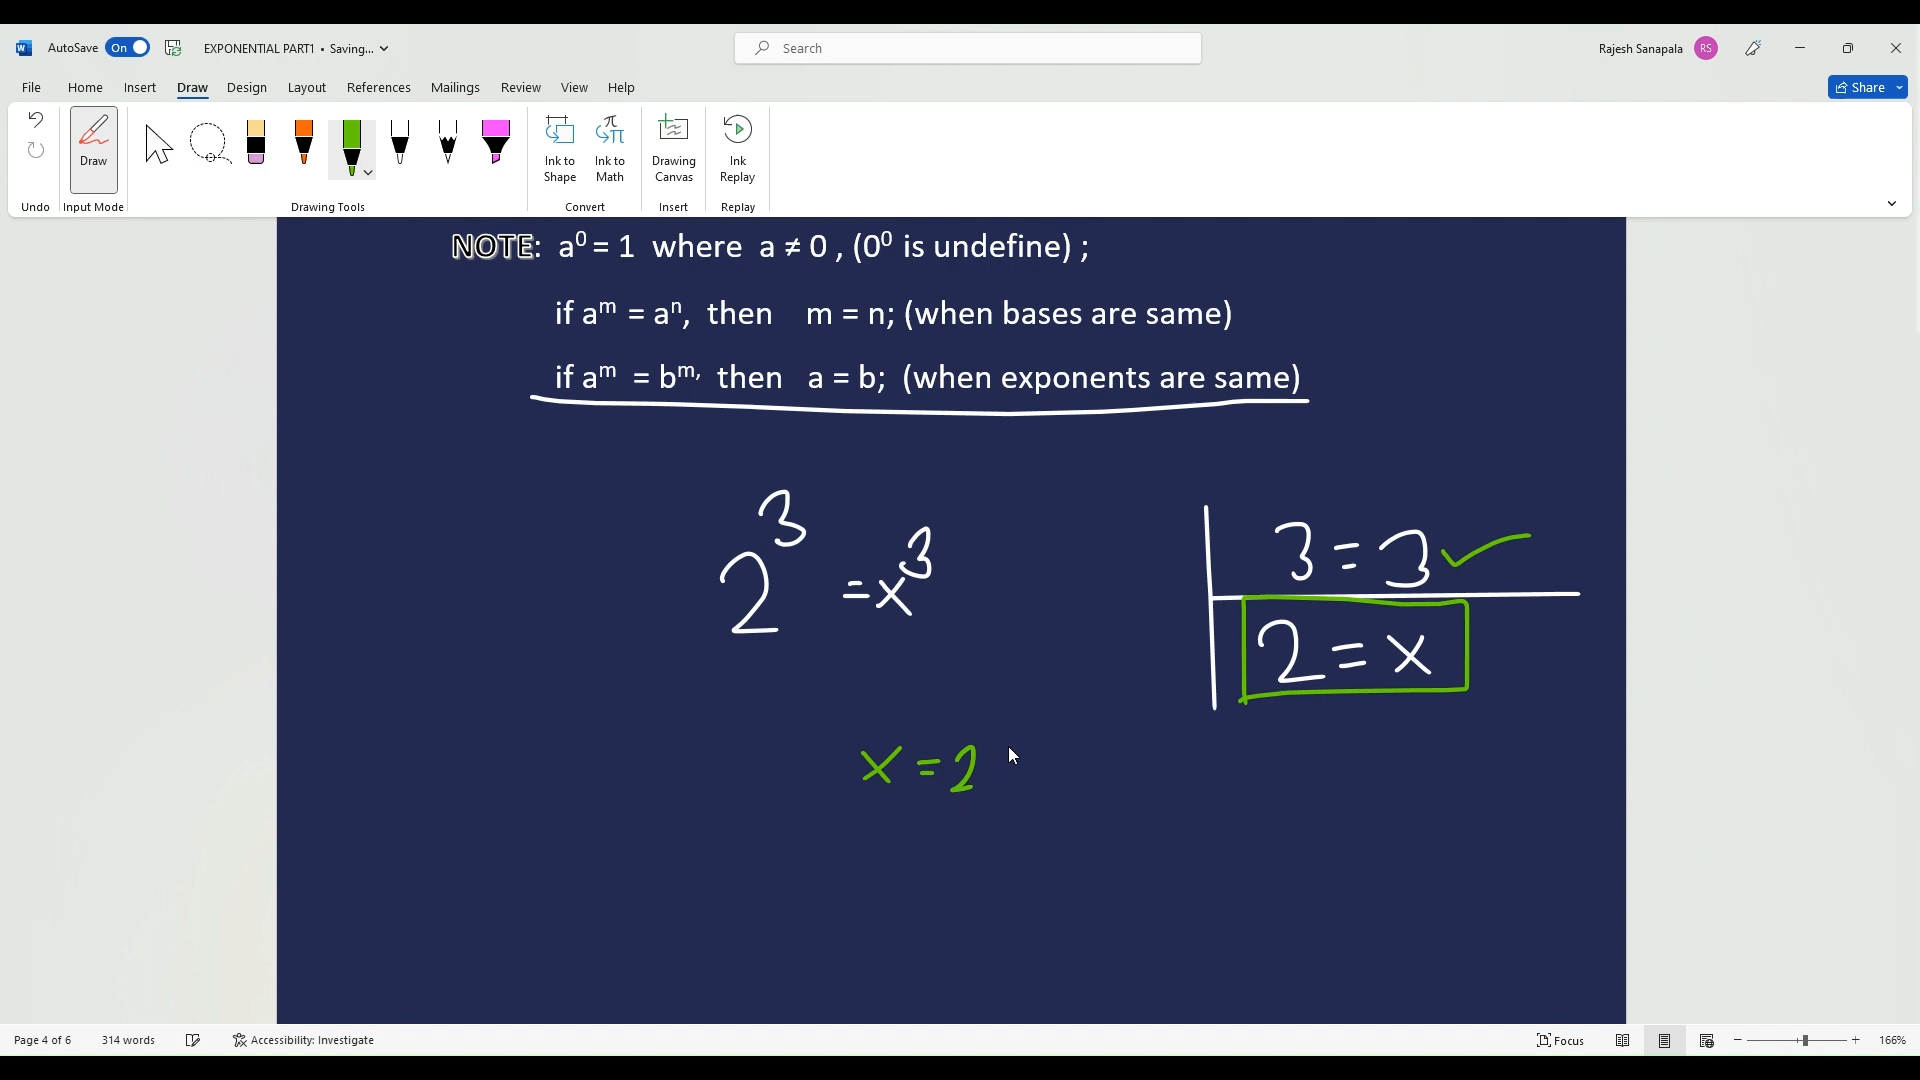 AutoSave On EXPONENTIAL PART1 • Saving... Search Rajesh Sanapala RS
File Home Insert Draw Design Layout References Mailings Review View Help Share
Draw
Ink to Shape
Ink to Math
Drawing Canvas
Ink Replay
Undo Input Mode Drawing Tools Convert Insert Replay
NOTE: a⁰ = 1 where a ≠ 0 , (0⁰ is undefine) ;
if aᵐ = aⁿ, then m = n; (when bases are same)
if aᵐ = bᵐ, then a = b; (when exponents are same)
2³ = x³
3 = 3 ✓
2 = x
x = 2
Page 4 of 6 314 words Accessibility: Investigate Focus − + 166%